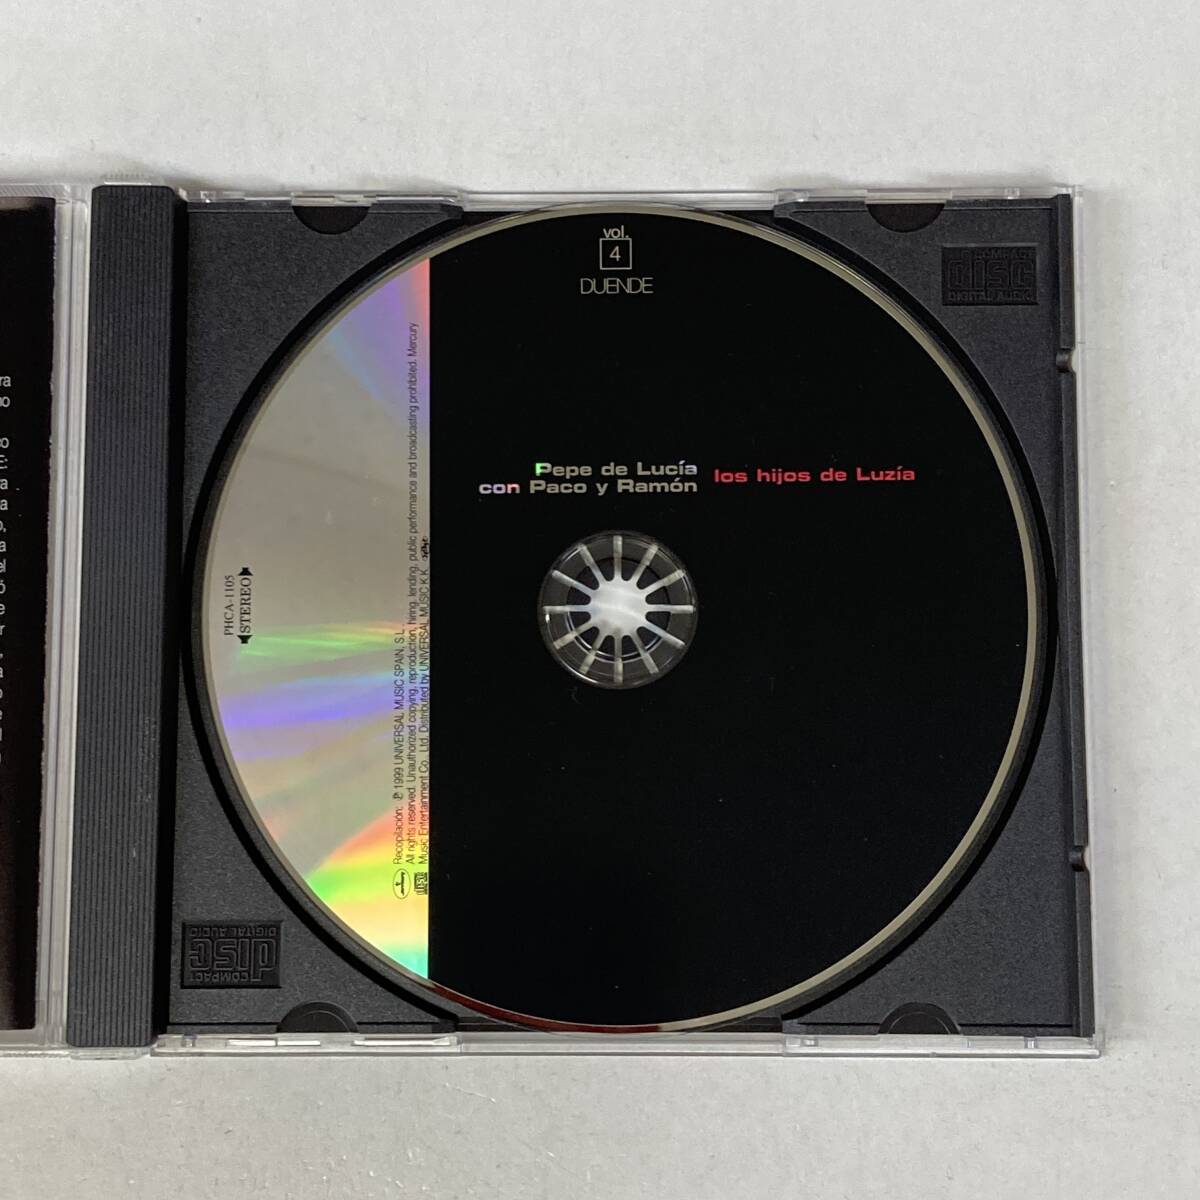 vol.
4
DUENDE
Pepe de Lucía
con Paco y Ramón
los hijos de Luzía
PHCA-1105
STEREO
Recopilación: ℗ 1999 UNIVERSAL MUSIC SPAIN, S.L.
All rights reserved. Unauthorized copying, reproduction, hiring, lending, public performance and broadcasting prohibited. Mercury
Music Entertainment Co., Ltd. Distributed by UNIVERSAL MUSIC K.K.
COMPACT
disc
DIGITAL AUDIO
COMPACT
disc
DIGITAL AUDIO